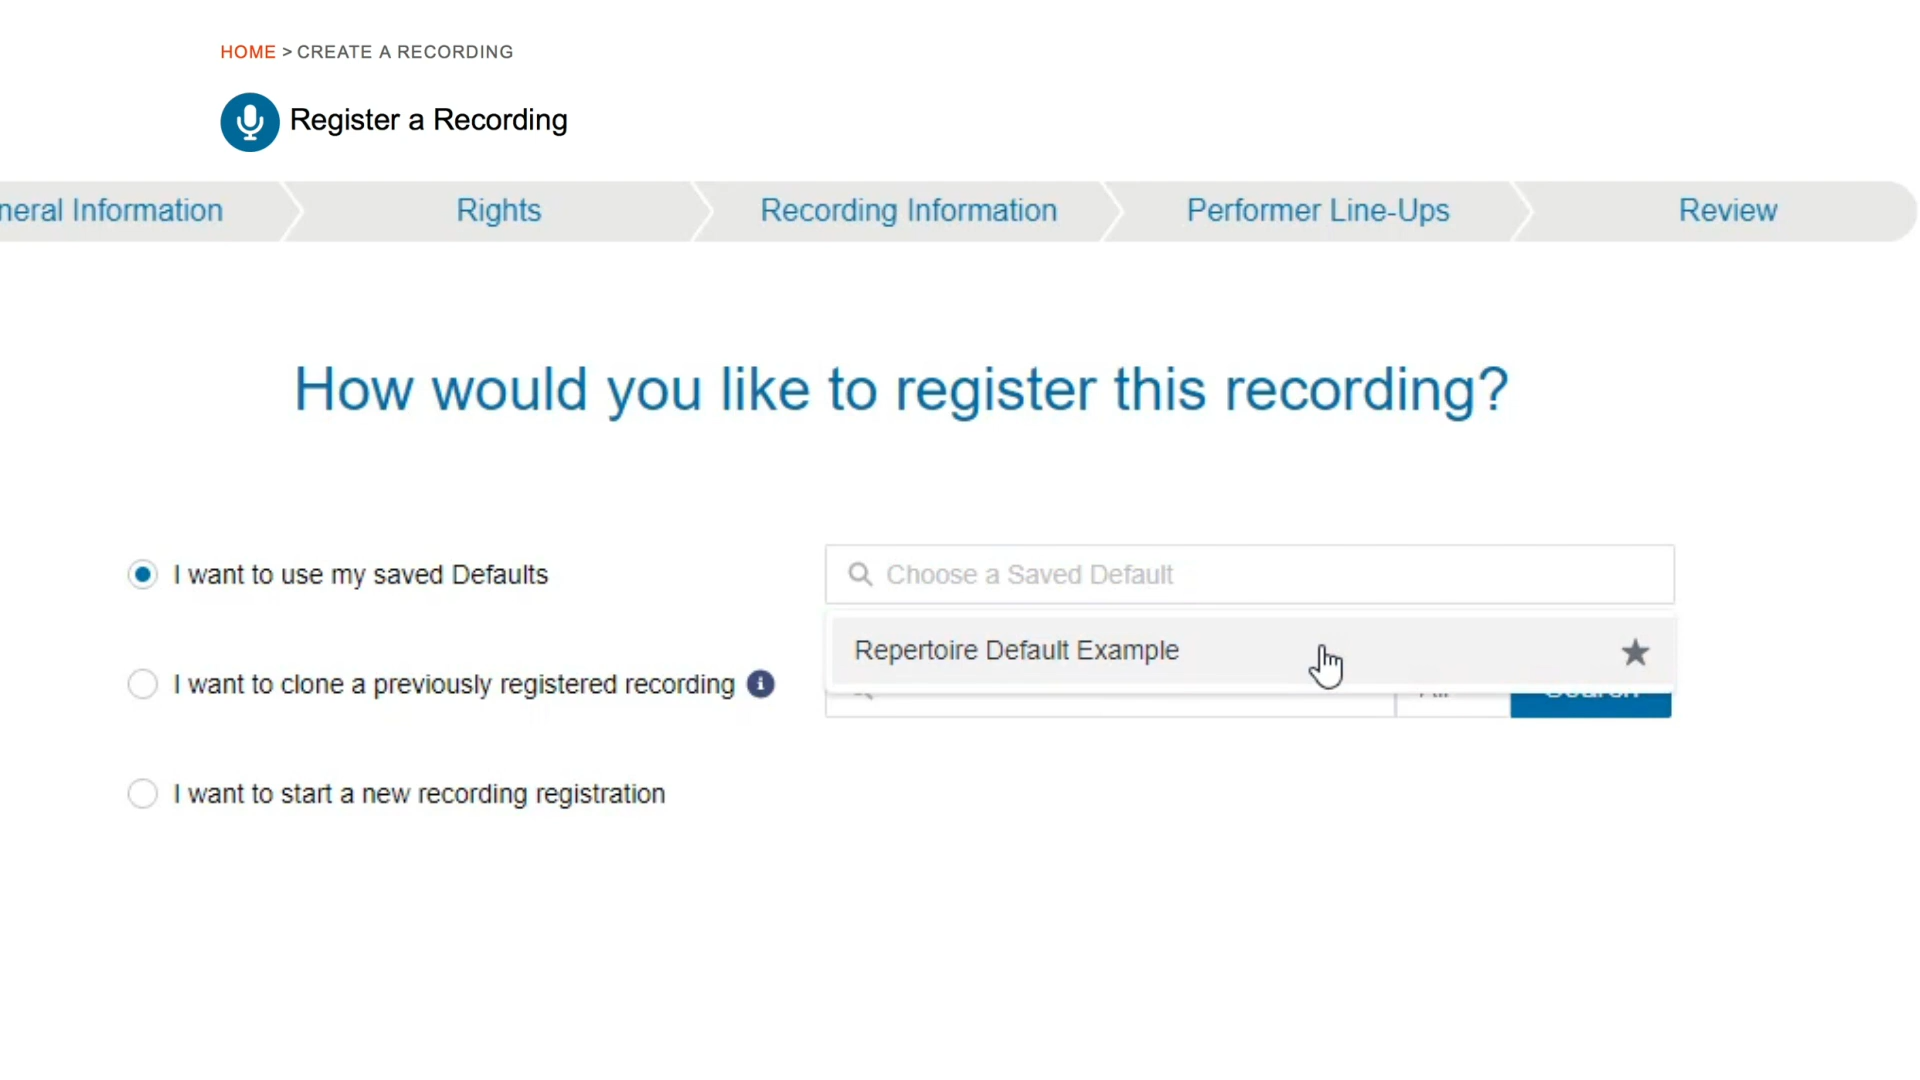 HOME > CREATE A RECORDING
Register a Recording
neral Information
Rights
Recording Information
Performer Line-Ups
Review
How would you like to register this recording?
I want to use my saved Defaults
Choose a Saved Default
Repertoire Default Example
I want to clone a previously registered recording
I want to start a new recording registration